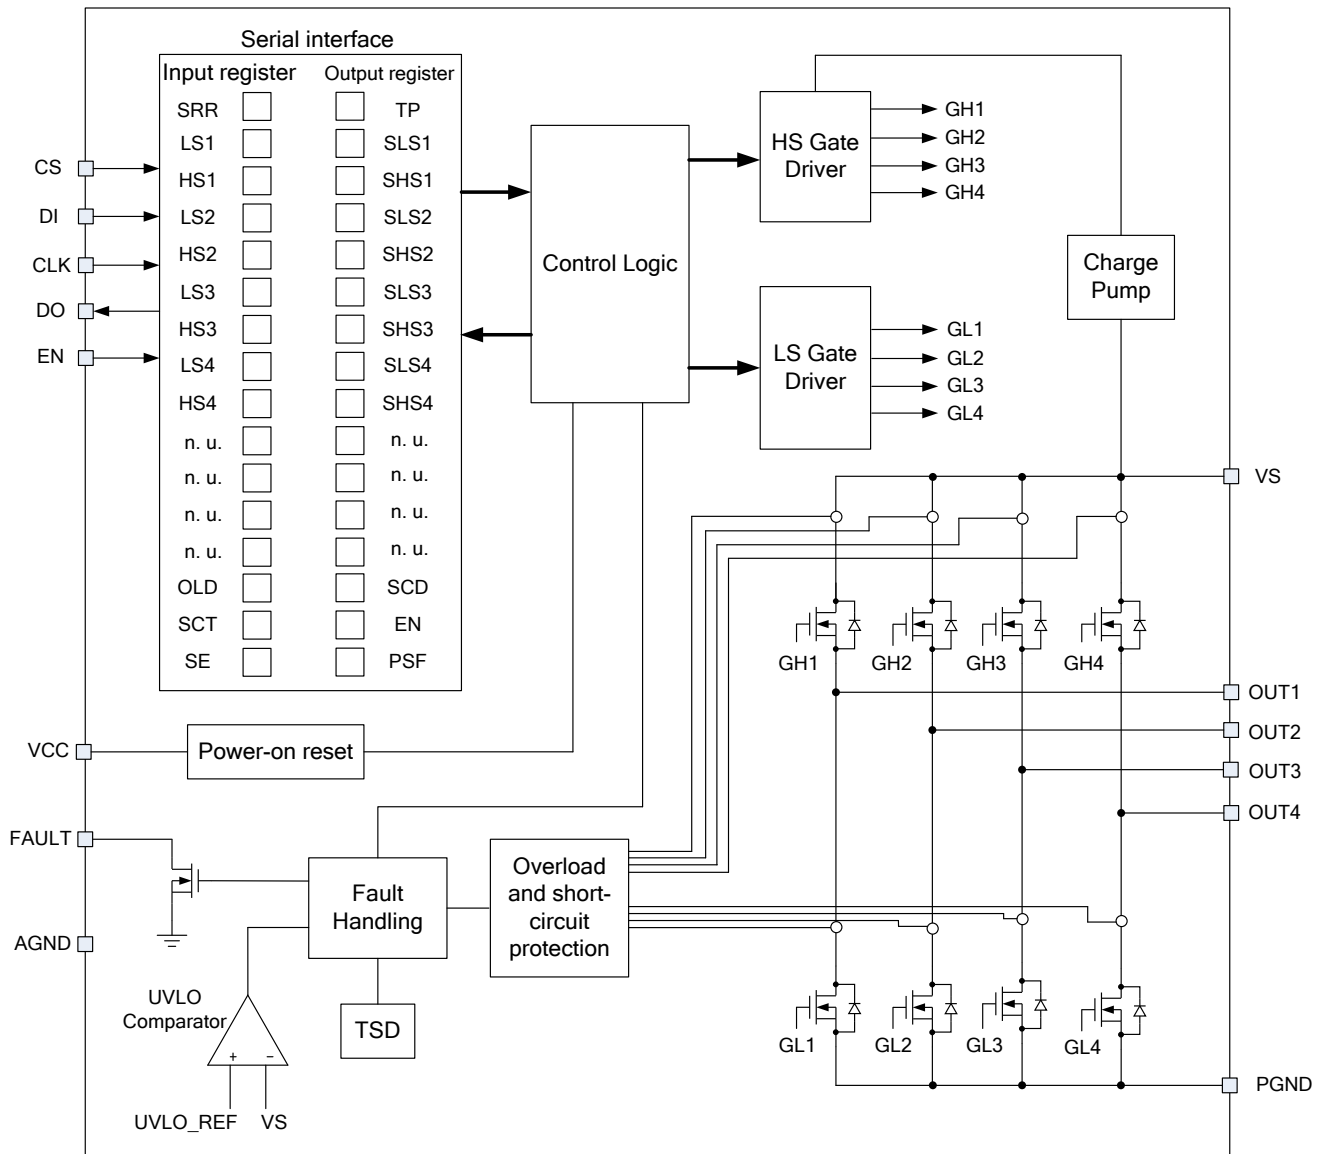 Serial interface
Input register
Output register
SRR
TP
LS1
SLS1
HS1
SHS1
LS2
SLS2
HS2
SHS2
LS3
SLS3
HS3
SHS3
LS4
SLS4
HS4
SHS4
n. u.
n. u.
n. u.
n. u.
n. u.
n. u.
n. u.
n. u.
OLD
SCD
SCT
EN
SE
PSF
CS
DI
CLK
DO
EN
VCC
FAULT
AGND
Control Logic
HS Gate
Driver
GH1
GH2
GH3
GH4
Charge
Pump
LS Gate
Driver
GL1
GL2
GL3
GL4
VS
GH1
GH2
GH3
GH4
OUT1
OUT2
OUT3
OUT4
Power-on reset
Fault
Handling
Overload
and short-
circuit
protection
TSD
UVLO
Comparator
+
−
UVLO_REF
VS
GL1
GL2
GL3
GL4
PGND